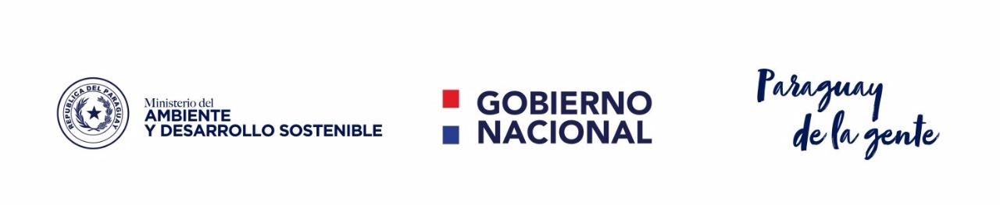 REPUBLICA DEL PARAGUAY
Ministerio del
AMBIENTE
Y DESARROLLO SOSTENIBLE
GOBIERNO
NACIONAL
Paraguay
de la gente